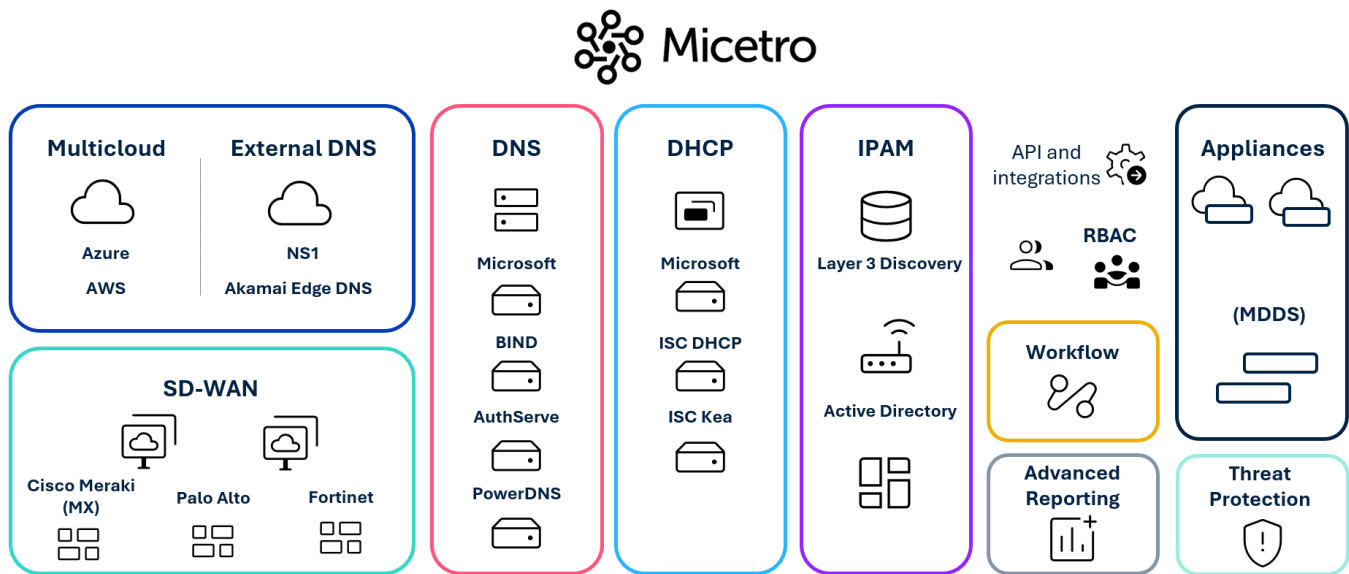 Micetro
Multicloud
Azure
AWS
External DNS
NS1
Akamai Edge DNS
SD-WAN
Cisco Meraki
(MX)
Palo Alto
Fortinet
DNS
Microsoft
BIND
AuthServe
PowerDNS
DHCP
Microsoft
ISC DHCP
ISC Kea
IPAM
Layer 3 Discovery
Active Directory
API and
integrations
RBAC
Workflow
Advanced
Reporting
Appliances
(MDDS)
Threat
Protection